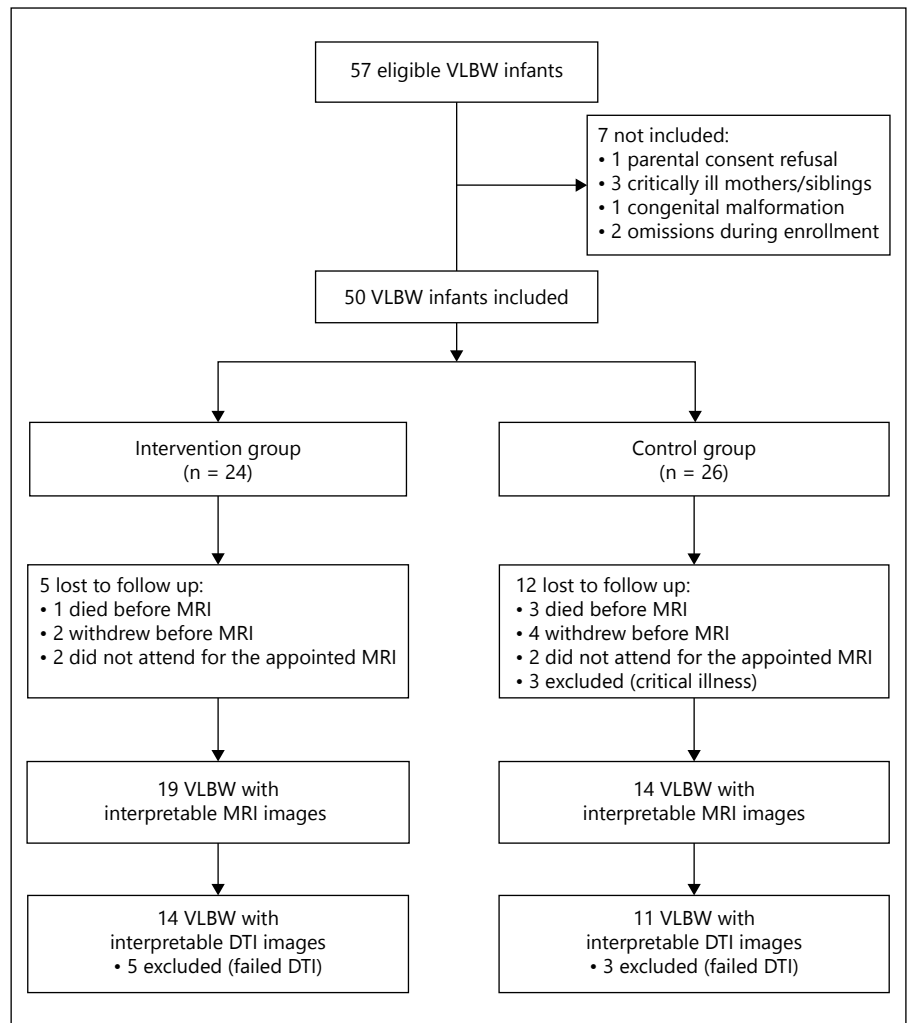 57 eligible VLBW infants
7 not included:
• 1 parental consent refusal
• 3 critically ill mothers/siblings
• 1 congenital malformation
• 2 omissions during enrollment
50 VLBW infants included
Intervention group
(n = 24)
Control group
(n = 26)
5 lost to follow up:
• 1 died before MRI
• 2 withdrew before MRI
• 2 did not attend for the appointed MRI
12 lost to follow up:
• 3 died before MRI
• 4 withdrew before MRI
• 2 did not attend for the appointed MRI
• 3 excluded (critical illness)
19 VLBW with
interpretable MRI images
14 VLBW with
interpretable MRI images
14 VLBW with
interpretable DTI images
• 5 excluded (failed DTI)
11 VLBW with
interpretable DTI images
• 3 excluded (failed DTI)